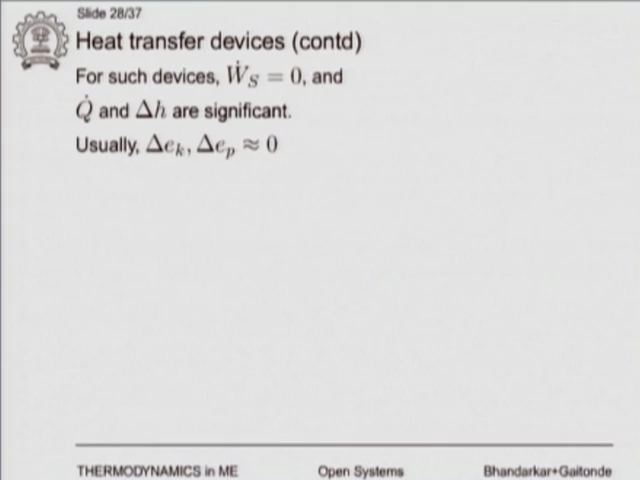 Slide 28/37
Heat transfer devices (contd)
For such devices, Ẇ_S = 0, and
Q̇ and Δh are significant.
Usually, Δe_k, Δe_p ≈ 0
THERMODYNAMICS in ME Open Systems Bhandarkar+Gaitonde